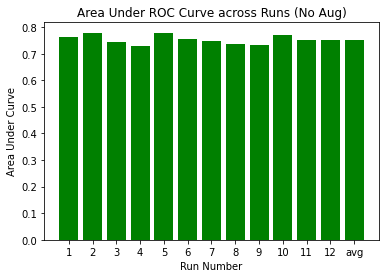 Area Under ROC Curve across Runs (No Aug)
Area Under Curve
0.8
0.7
0.6
0.5
0.4
0.3
0.2
0.1
0.0
1 2 3 4 5 6 7 8 9 10 11 12 avg
Run Number